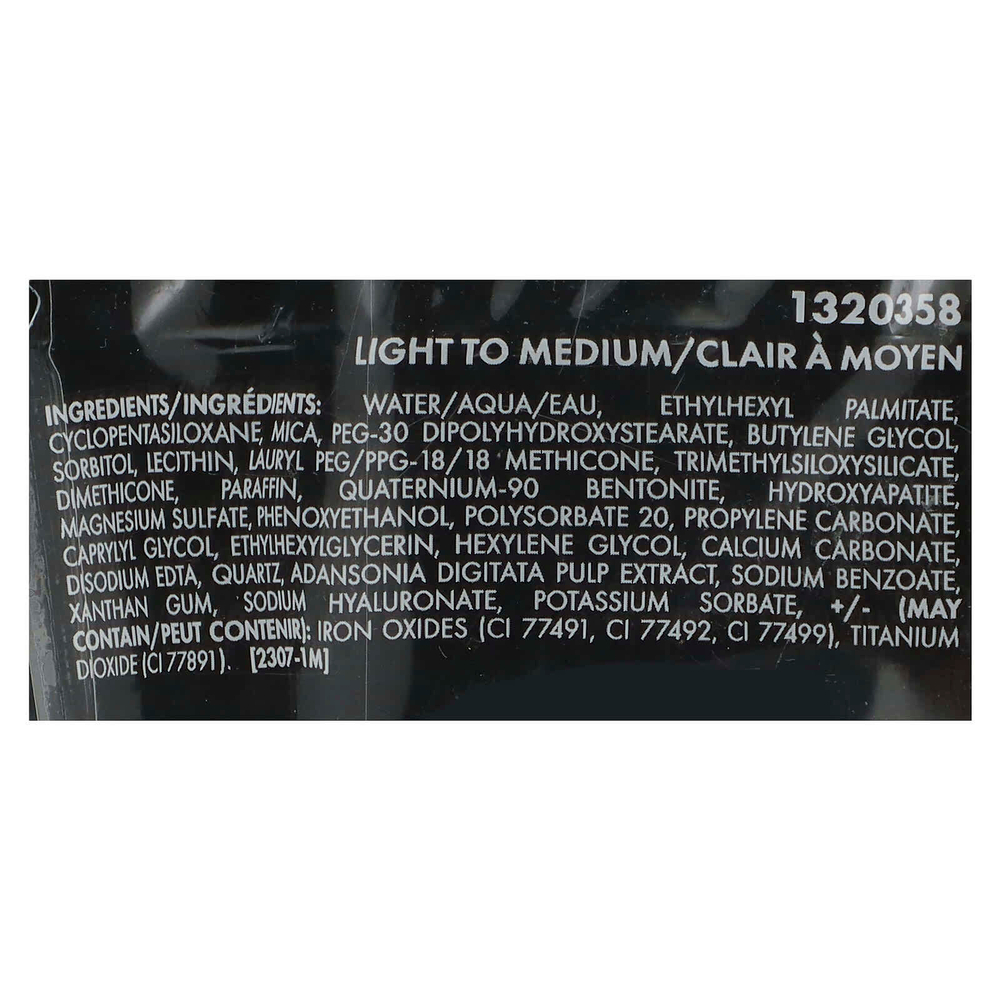 1320358
LIGHT TO MEDIUM/CLAIR À MOYEN
INGREDIENTS/INGRÉDIENTS: WATER/AQUA/EAU, ETHYLHEXYL PALMITATE,
CYCLOPENTASILOXANE, MICA, PEG-30 DIPOLYHYDROXYSTEARATE, BUTYLENE GLYCOL,
SORBITOL, LECITHIN, LAURYL PEG/PPG-18/18 METHICONE, TRIMETHYLSILOXYSILICATE,
DIMETHICONE, PARAFFIN, QUATERNIUM-90 BENTONITE, HYDROXYAPATITE,
MAGNESIUM SULFATE, PHENOXYETHANOL, POLYSORBATE 20, PROPYLENE CARBONATE,
CAPRYLYL GLYCOL, ETHYLHEXYLGLYCERIN, HEXYLENE GLYCOL, CALCIUM CARBONATE,
DISODIUM EDTA, QUARTZ, ADANSONIA DIGITATA PULP EXTRACT, SODIUM BENZOATE,
XANTHAN GUM, SODIUM HYALURONATE, POTASSIUM SORBATE, +/- (MAY
CONTAIN/PEUT CONTENIR): IRON OXIDES (CI 77491, CI 77492, CI 77499), TITANIUM
DIOXIDE (CI 77891). [2307-1M]